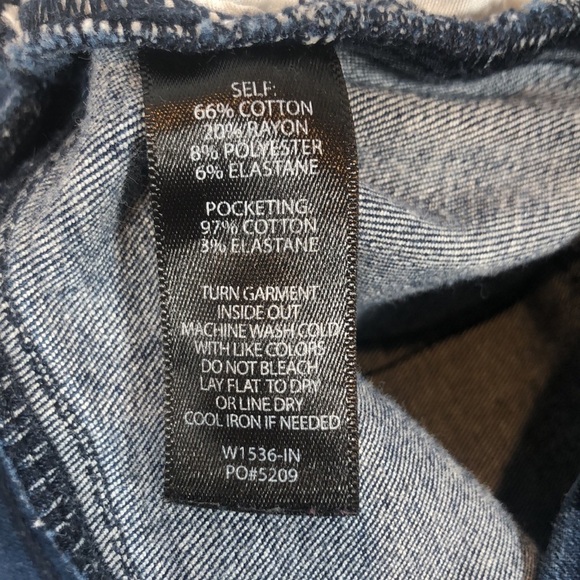 SELF:
66% COTTON
20% RAYON
8% POLYESTER
6% ELASTANE
POCKETING:
97% COTTON
3% ELASTANE
TURN GARMENT
INSIDE OUT
MACHINE WASH COLD
WITH LIKE COLORS
DO NOT BLEACH
LAY FLAT TO DRY
OR LINE DRY
COOL IRON IF NEEDED
W1536-IN
PO#5209